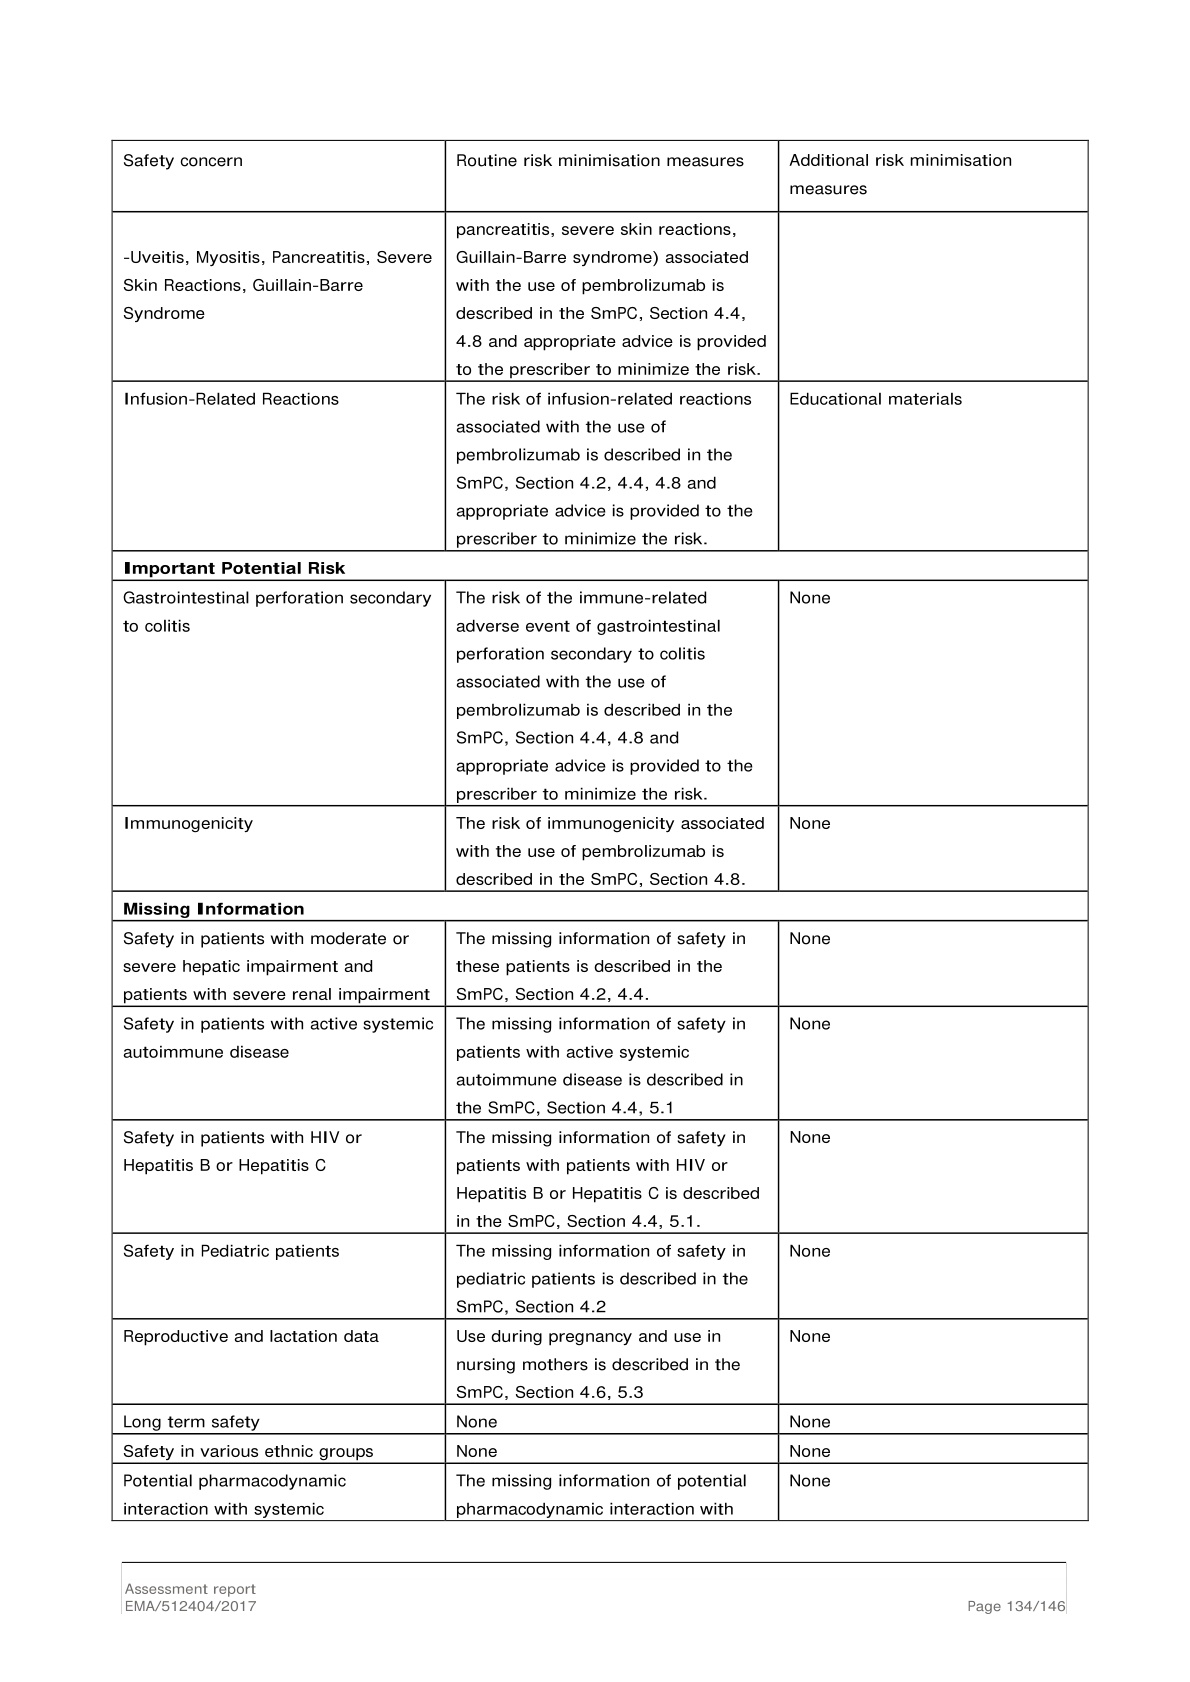 Safety concern
Routine risk minimisation measures
Additional risk minimisation
measures
-Uveitis, Myositis, Pancreatitis, Severe
Skin Reactions, Guillain-Barre
Syndrome
pancreatitis, severe skin reactions,
Guillain-Barre syndrome) associated
with the use of pembrolizumab is
described in the SmPC, Section 4.4,
4.8 and appropriate advice is provided
to the prescriber to minimize the risk.
Infusion-Related Reactions
The risk of infusion-related reactions
associated with the use of
pembrolizumab is described in the
SmPC, Section 4.2, 4.4, 4.8 and
appropriate advice is provided to the
prescriber to minimize the risk.
Educational materials
Important Potential Risk
Gastrointestinal perforation secondary
to colitis
The risk of the immune-related
adverse event of gastrointestinal
perforation secondary to colitis
associated with the use of
pembrolizumab is described in the
SmPC, Section 4.4, 4.8 and
appropriate advice is provided to the
prescriber to minimize the risk.
None
Immunogenicity
The risk of immunogenicity associated
with the use of pembrolizumab is
described in the SmPC, Section 4.8.
None
Missing Information
Safety in patients with moderate or
severe hepatic impairment and
patients with severe renal impairment
The missing information of safety in
these patients is described in the
SmPC, Section 4.2, 4.4.
None
Safety in patients with active systemic
autoimmune disease
The missing information of safety in
patients with active systemic
autoimmune disease is described in
the SmPC, Section 4.4, 5.1
None
Safety in patients with HIV or
Hepatitis B or Hepatitis C
The missing information of safety in
patients with patients with HIV or
Hepatitis B or Hepatitis C is described
in the SmPC, Section 4.4, 5.1.
None
Safety in Pediatric patients
The missing information of safety in
pediatric patients is described in the
SmPC, Section 4.2
None
Reproductive and lactation data
Use during pregnancy and use in
nursing mothers is described in the
SmPC, Section 4.6, 5.3
None
Long term safety
None
None
Safety in various ethnic groups
None
None
Potential pharmacodynamic
interaction with systemic
The missing information of potential
pharmacodynamic interaction with
None
Assessment report
EMA/512404/2017
Page 134/146